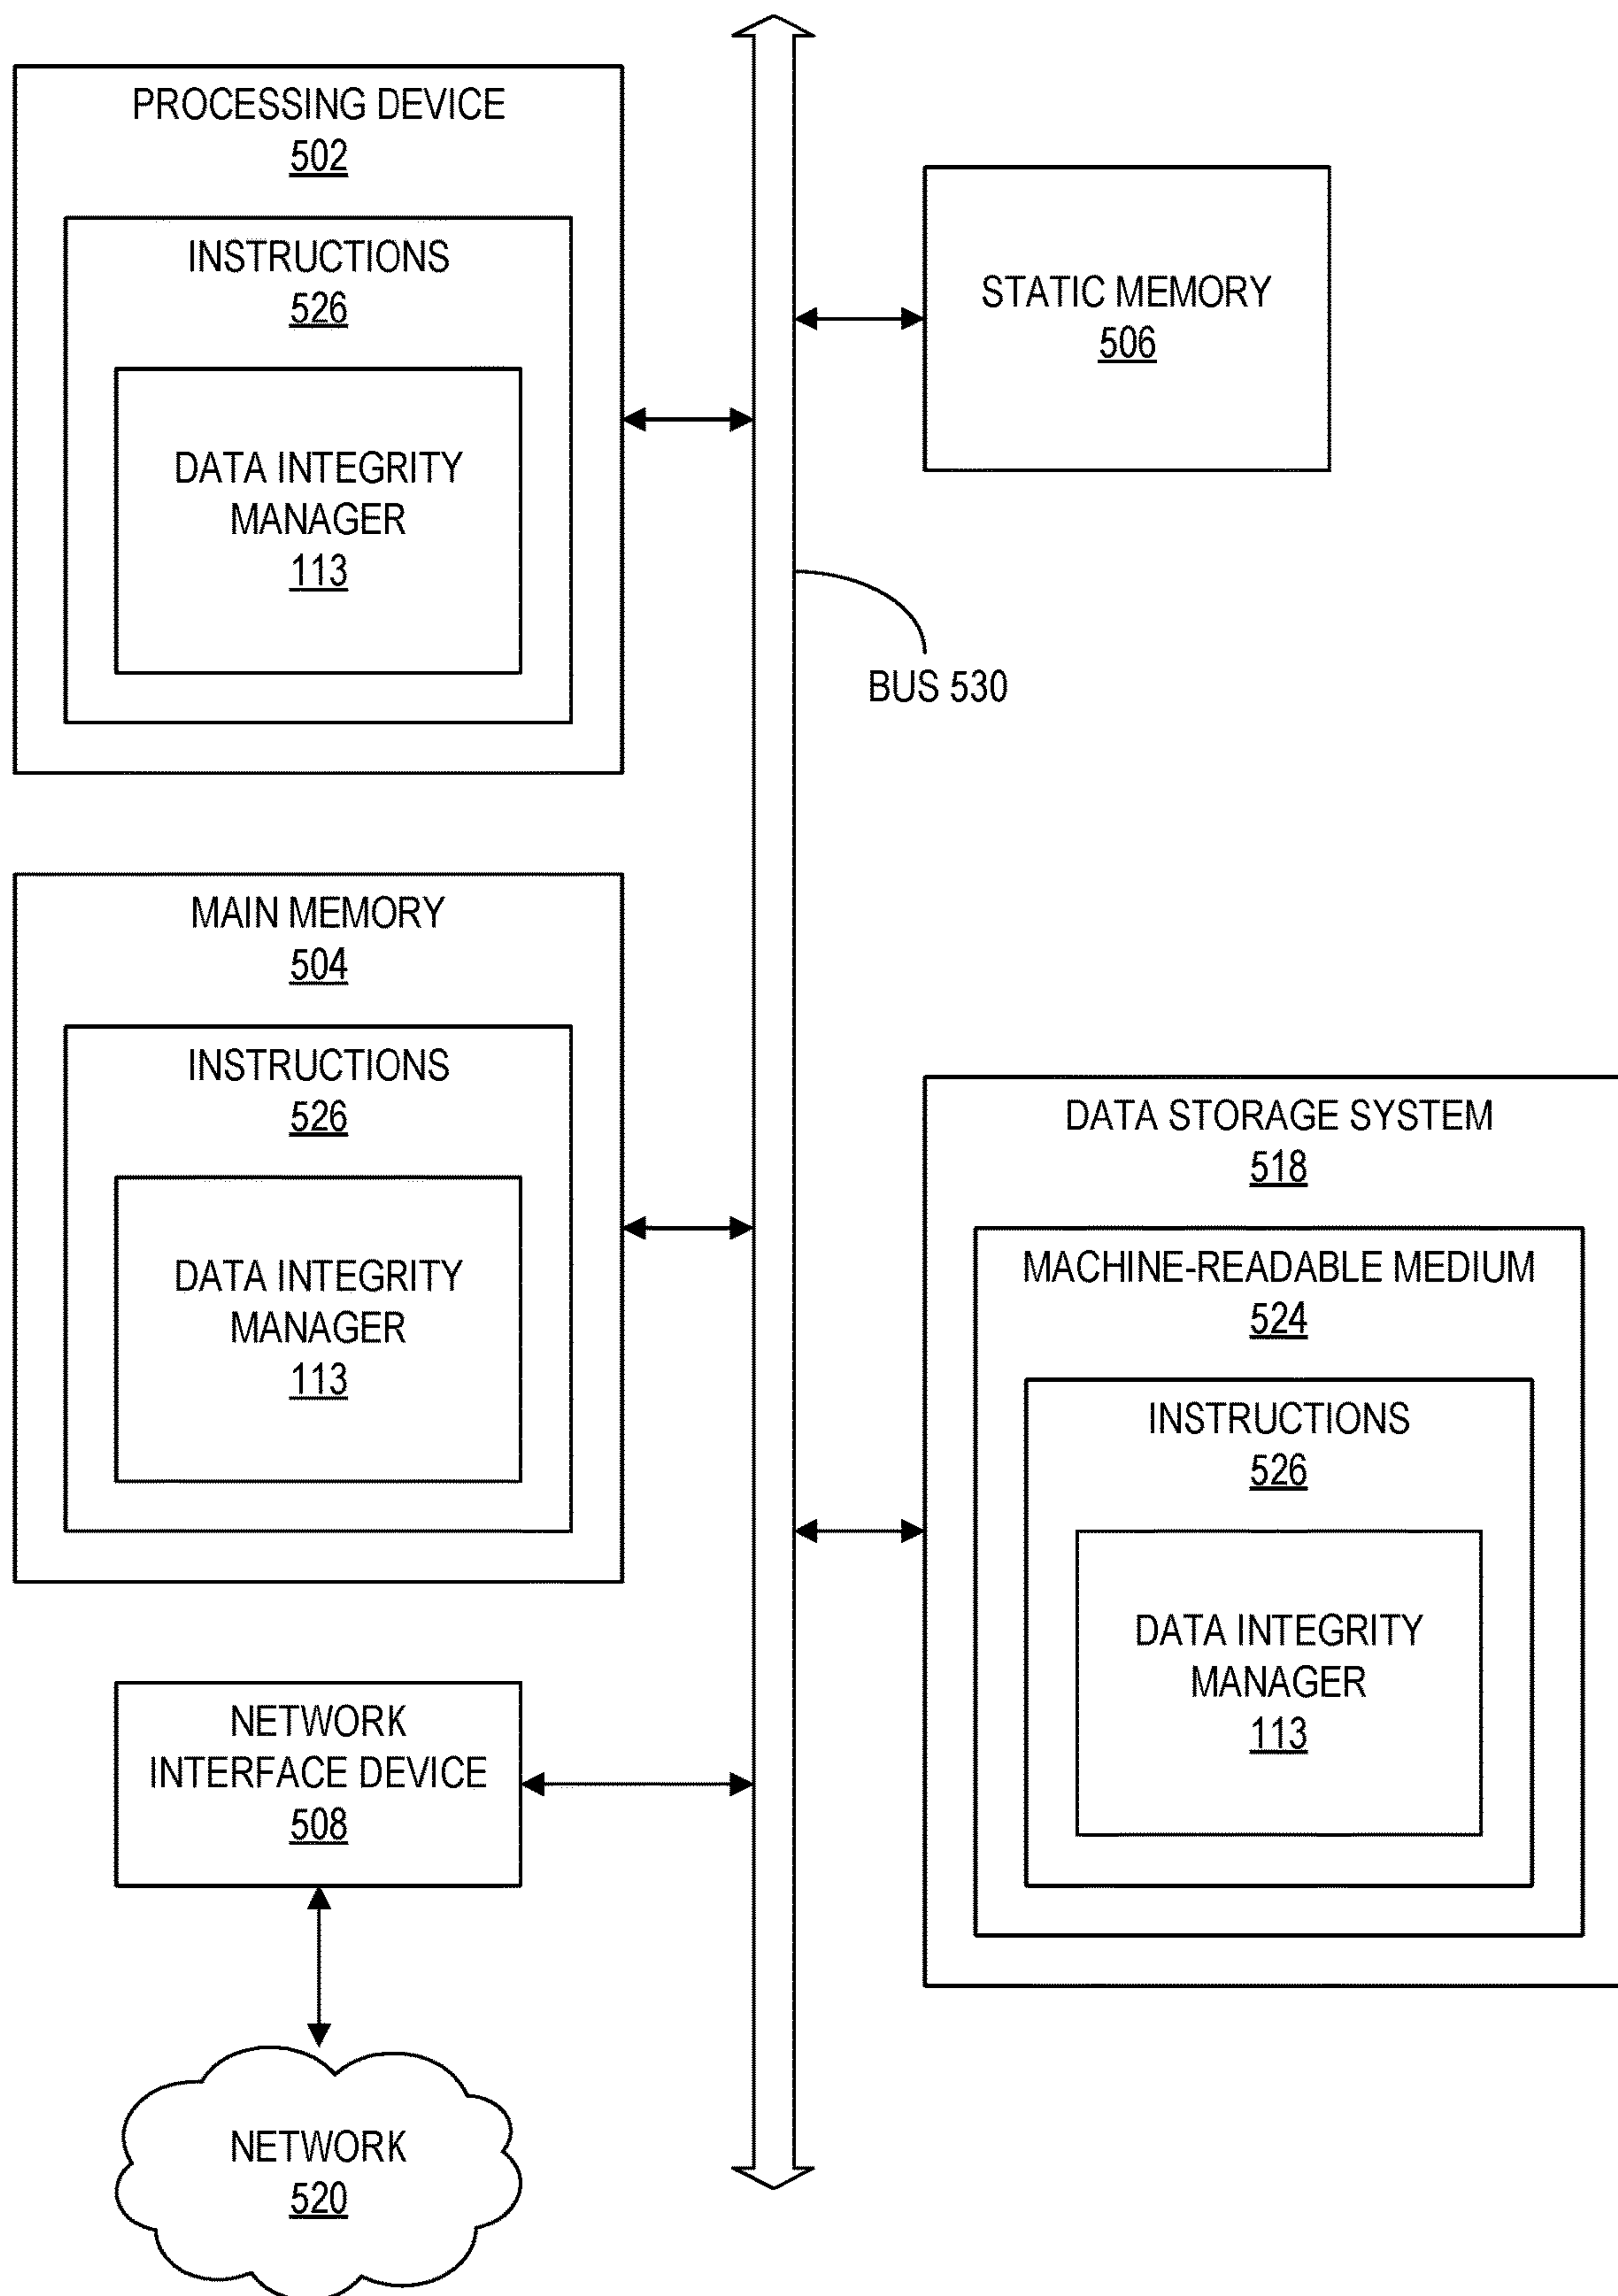 PROCESSING DEVICE
502
INSTRUCTIONS
526
DATA INTEGRITY
MANAGER
113
STATIC MEMORY
506
BUS 530
MAIN MEMORY
504
INSTRUCTIONS
526
DATA INTEGRITY
MANAGER
113
DATA STORAGE SYSTEM
518
MACHINE-READABLE MEDIUM
524
INSTRUCTIONS
526
DATA INTEGRITY
MANAGER
113
NETWORK
INTERFACE DEVICE
508
NETWORK
520